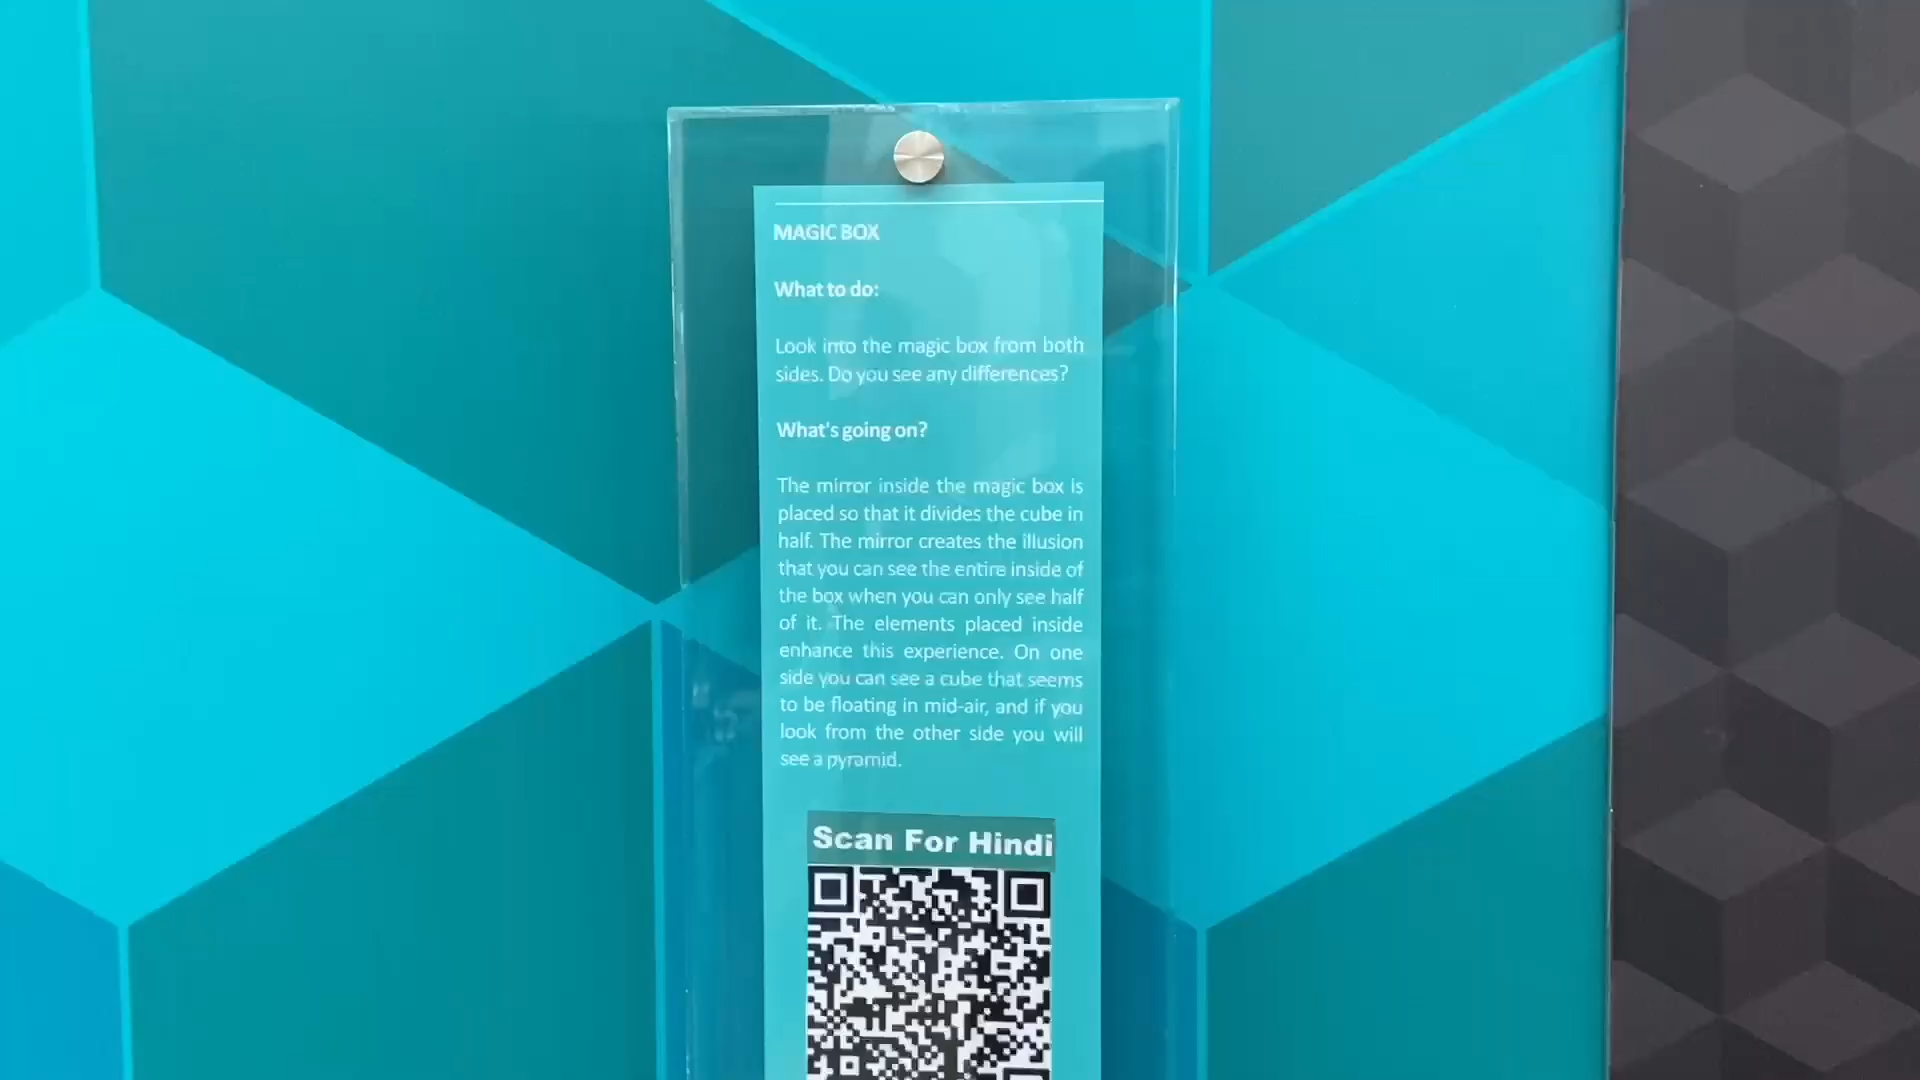 MAGIC BOX
What to do:
Look into the magic box from both
sides. Do you see any differences?
What's going on?
The mirror inside the magic box is
placed so that it divides the cube in
half. The mirror creates the illusion
that you can see the entire inside of
the box when you can only see half
of it. The elements placed inside
enhance this experience. On one
side you can see a cube that seems
to be floating in mid-air, and if you
look from the other side you will
see a pyramid.
Scan For Hindi